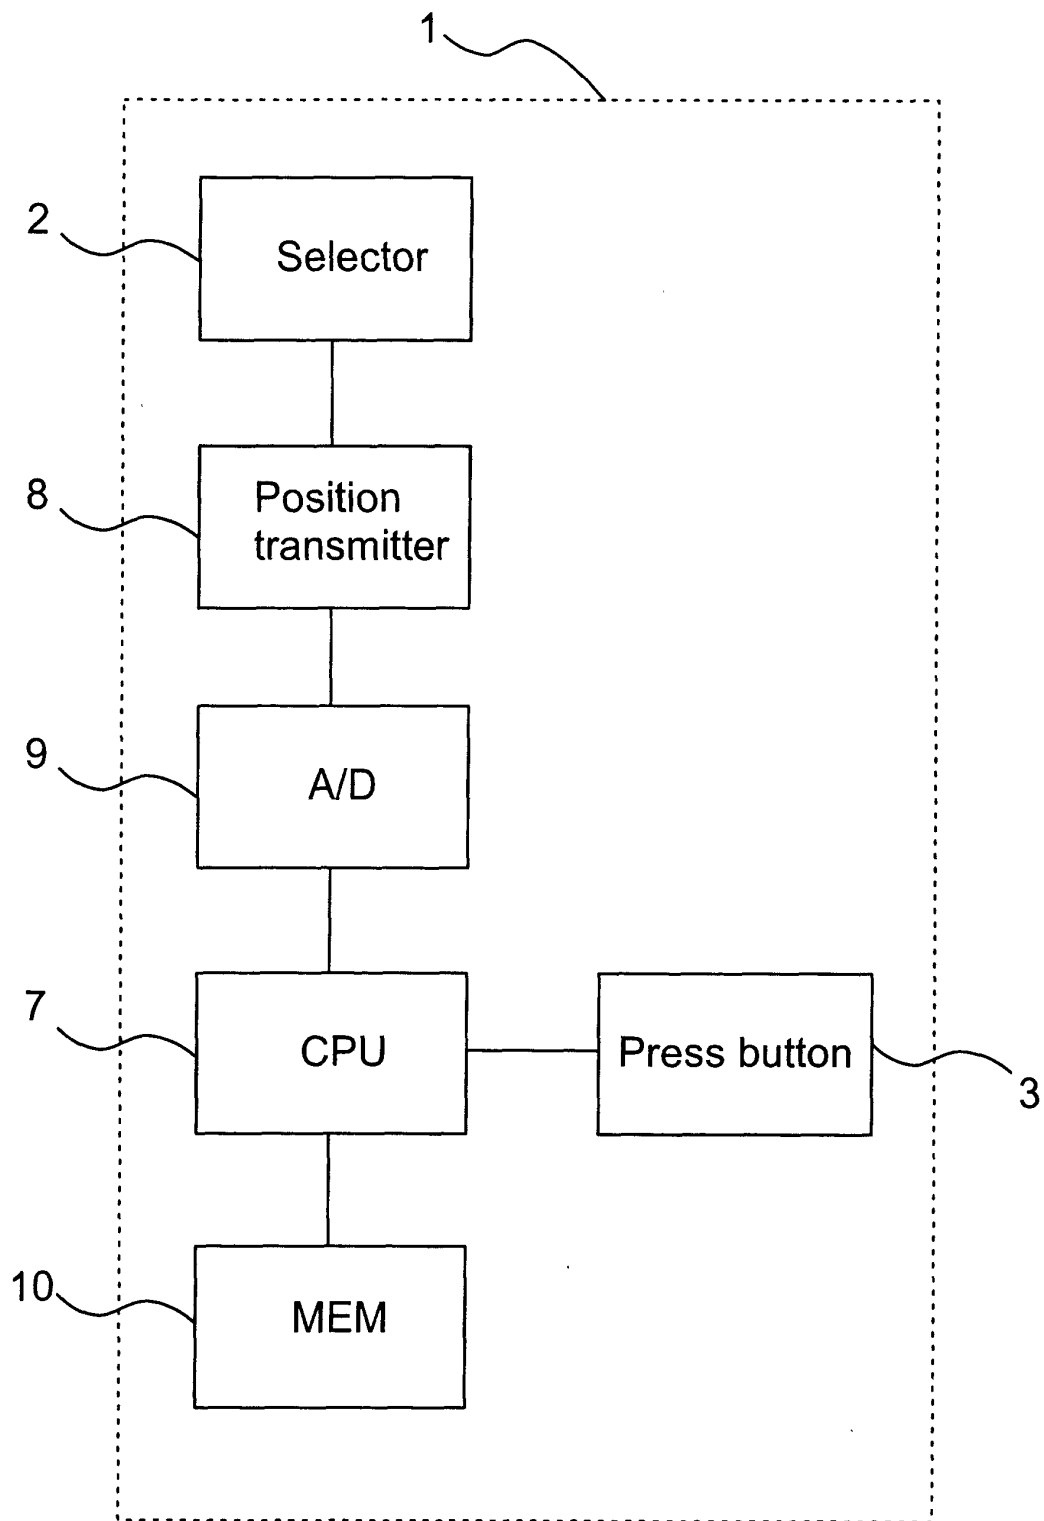 1
2
Selector
8
Position
transmitter
9
A/D
7
CPU
Press button
3
10
MEM